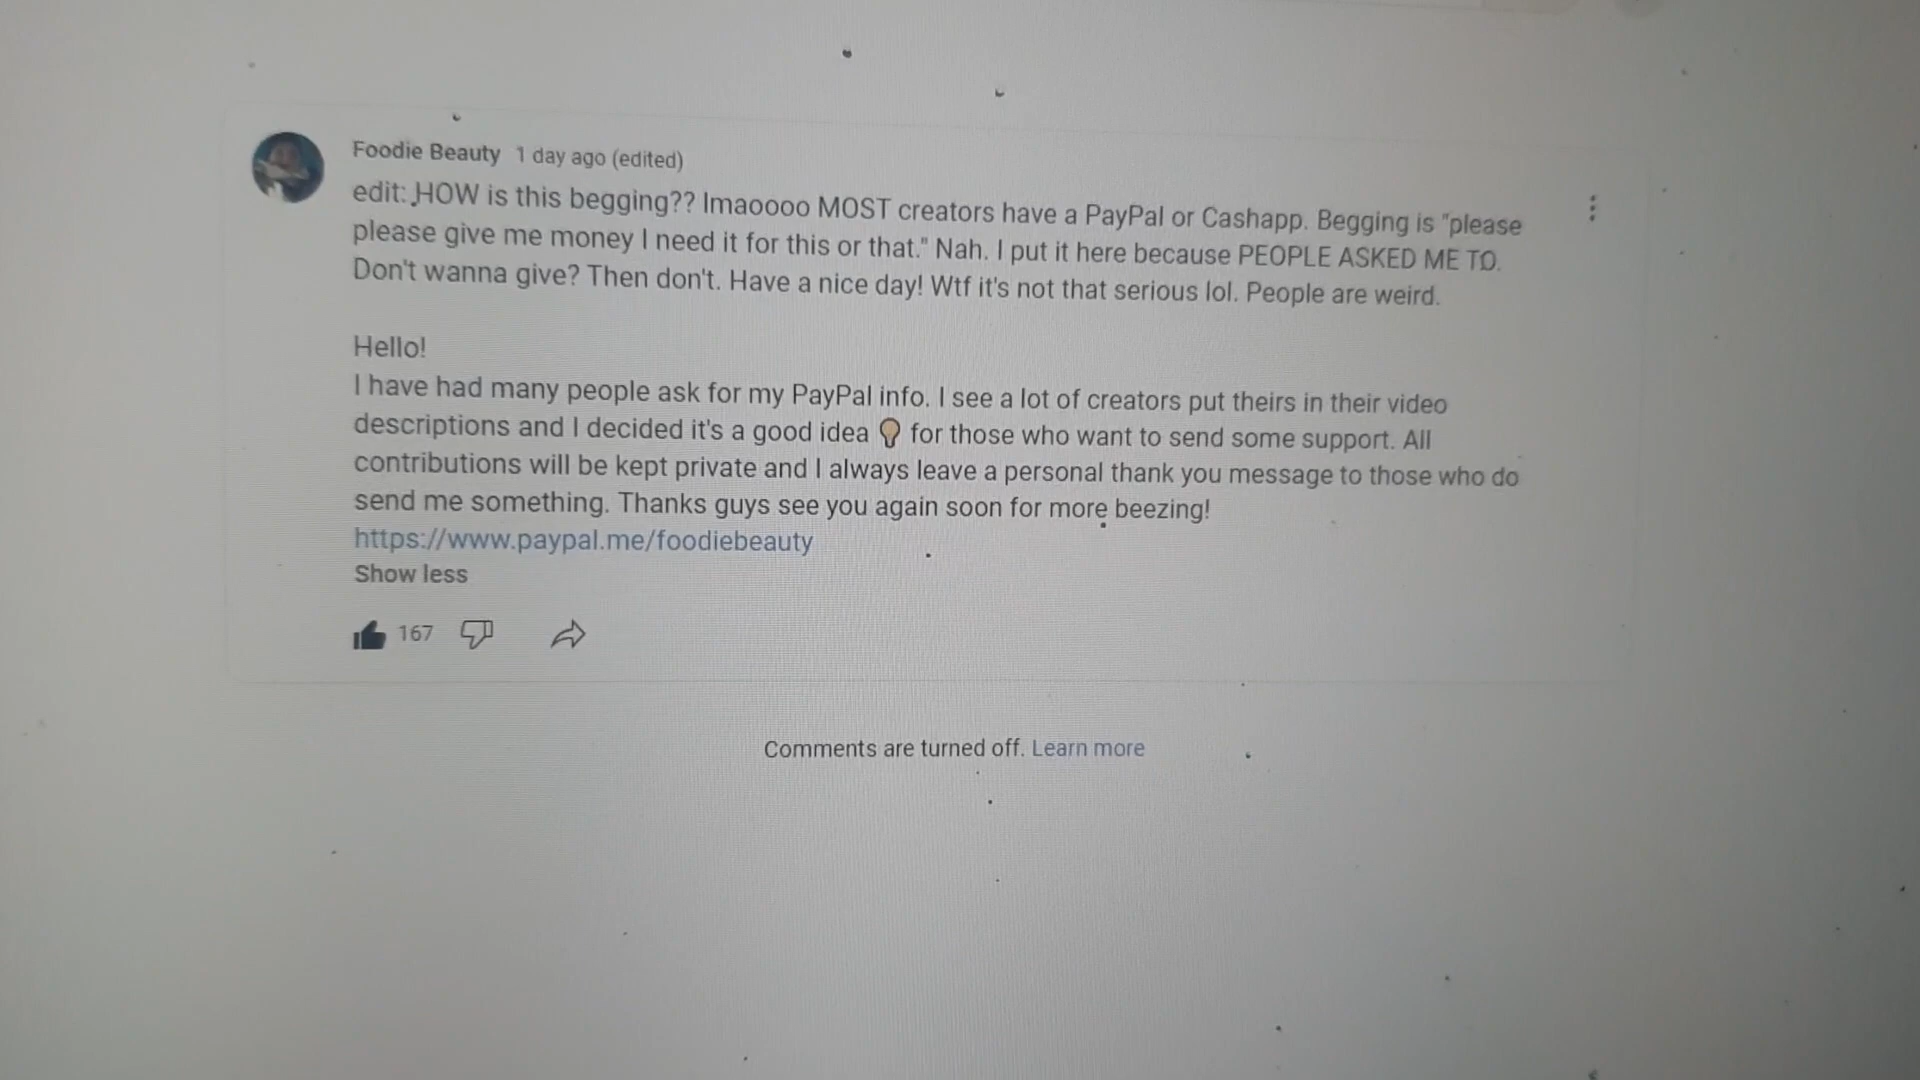 Foodie Beauty 1 day ago (edited)
edit: HOW is this begging?? lmaoooo MOST creators have a PayPal or Cashapp. Begging is "please
please give me money I need it for this or that." Nah. I put it here because PEOPLE ASKED ME TO.
Don't wanna give? Then don't. Have a nice day! Wtf it's not that serious lol. People are weird.
Hello!
I have had many people ask for my PayPal info. I see a lot of creators put theirs in their video
descriptions and I decided it's a good idea 💡 for those who want to send some support. All
contributions will be kept private and I always leave a personal thank you message to those who do
send me something. Thanks guys see you again soon for more beezing!
https://www.paypal.me/foodiebeauty
Show less
167
Comments are turned off. Learn more